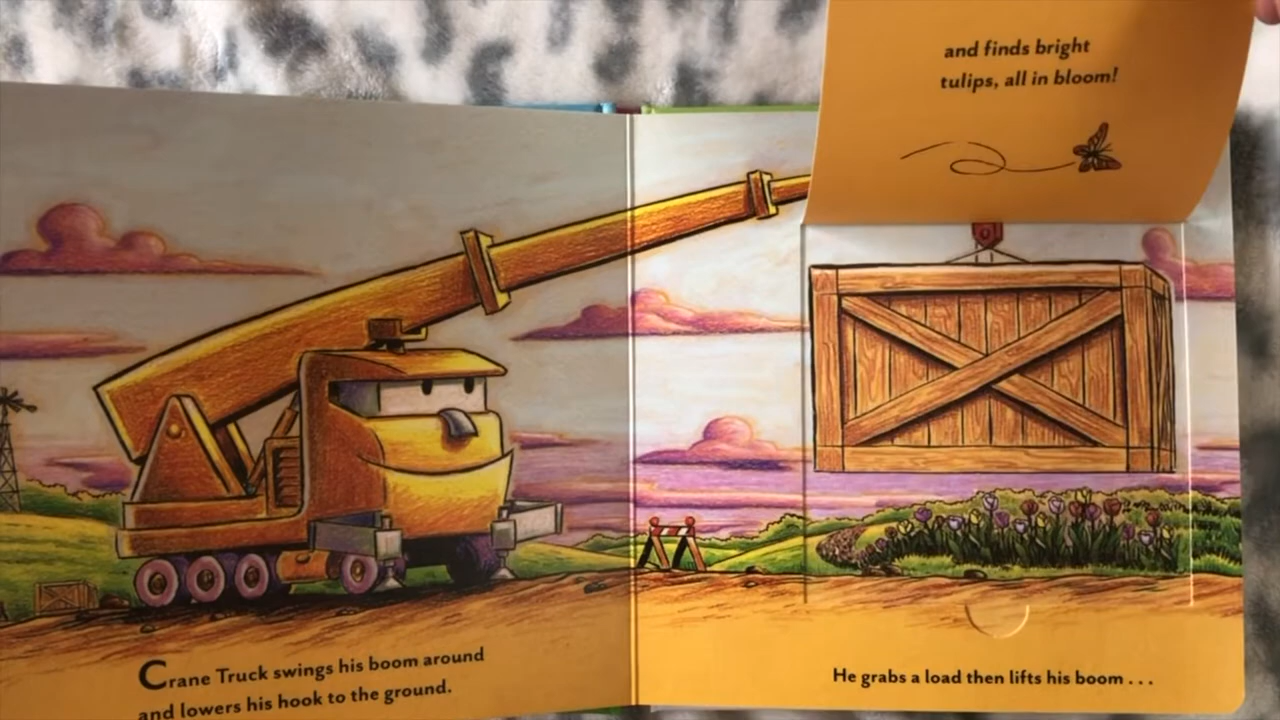 Crane Truck swings his boom around
and lowers his hook to the ground.
He grabs a load then lifts his boom . . .
and finds bright
tulips, all in bloom!